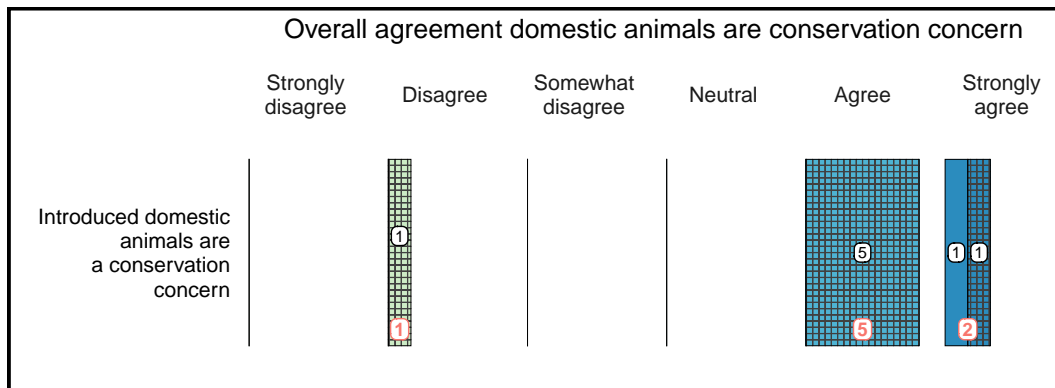 Overall agreement domestic animals are conservation concern
Strongly
disagree
Disagree
Somewhat
disagree
Neutral
Agree
Strongly
agree
Introduced domestic
animals are
a conservation
concern
1
5
1
1
1
5
2